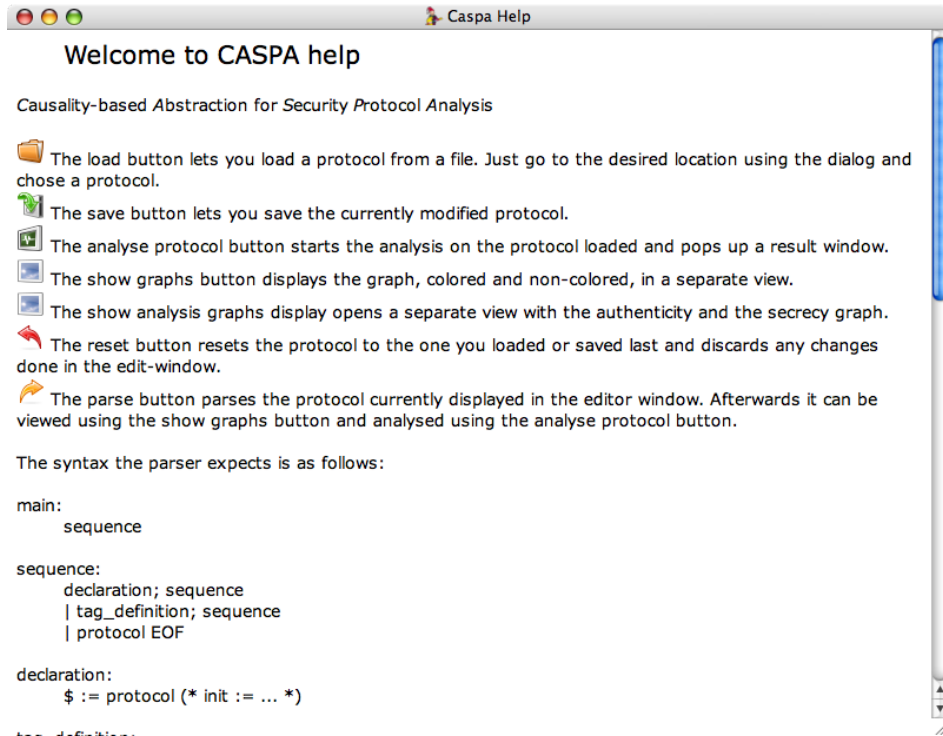 Caspa Help
Welcome to CASPA help
Causality-based Abstraction for Security Protocol Analysis
The load button lets you load a protocol from a file. Just go to the desired location using the dialog and
chose a protocol.
The save button lets you save the currently modified protocol.
The analyse protocol button starts the analysis on the protocol loaded and pops up a result window.
The show graphs button displays the graph, colored and non-colored, in a separate view.
The show analysis graphs display opens a separate view with the authenticity and the secrecy graph.
The reset button resets the protocol to the one you loaded or saved last and discards any changes
done in the edit-window.
The parse button parses the protocol currently displayed in the editor window. Afterwards it can be
viewed using the show graphs button and analysed using the analyse protocol button.
The syntax the parser expects is as follows:
main:
sequence
sequence:
declaration; sequence
| tag_definition; sequence
| protocol EOF
declaration:
$ := protocol (* init := ... *)
tag_definition: